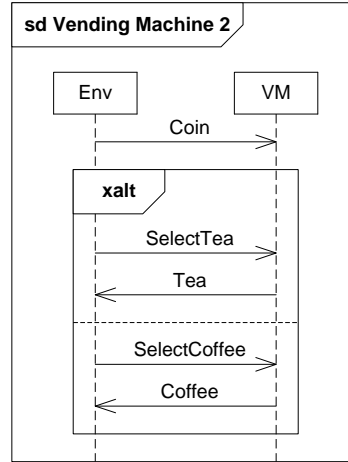 sd Vending Machine 2
Env VM
Coin
xalt
SelectTea
Tea
SelectCoffee
Coffee